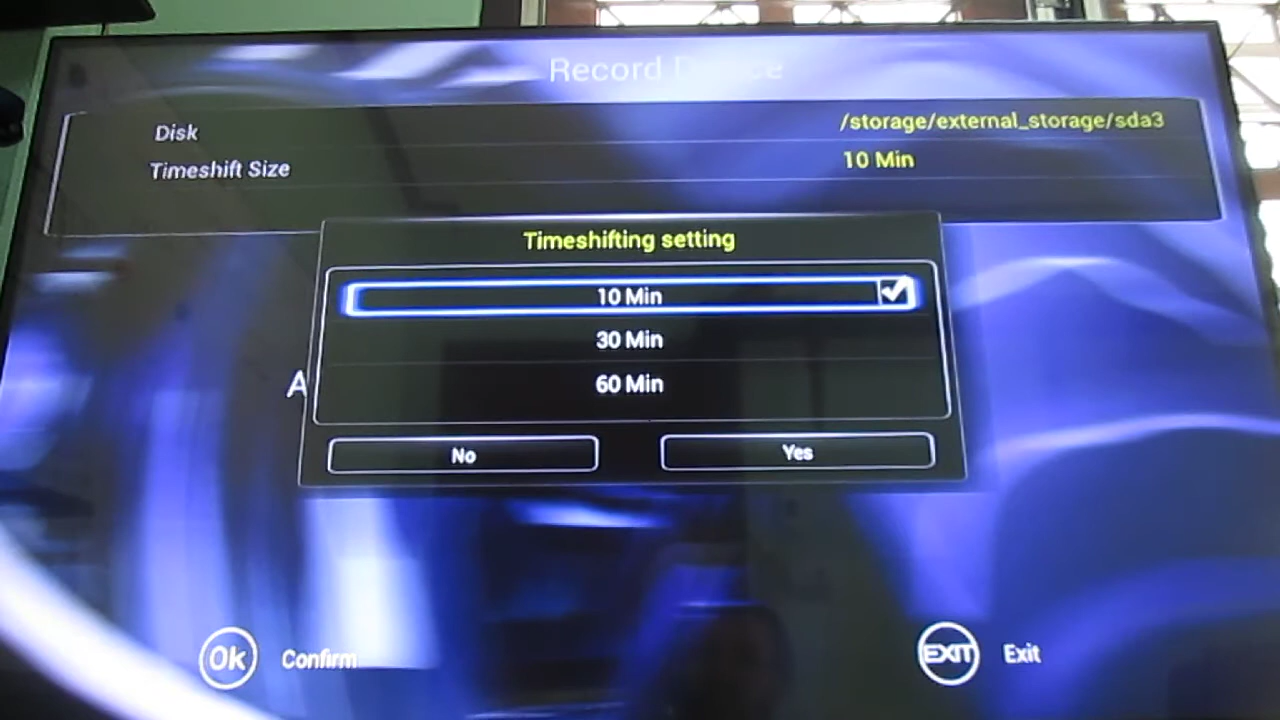 Record
Disk /storage/external_storage/sda3
Timeshift Size 10 Min
Timeshifting setting
10 Min
30 Min
A
60 Min
No Yes
Ok Confirm EXIT Exit